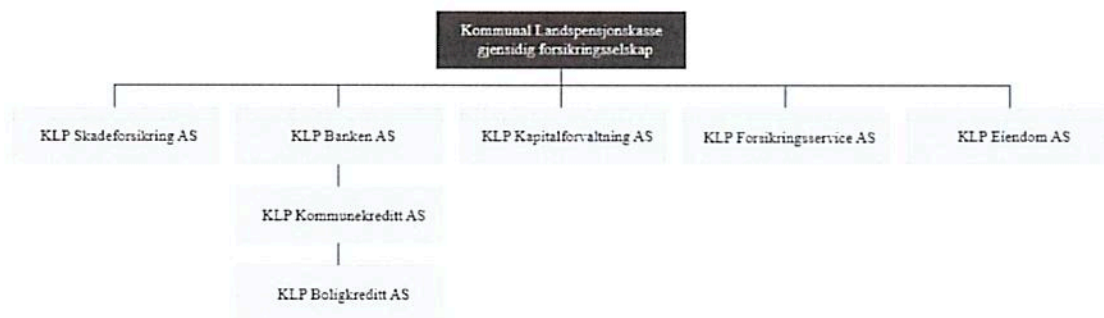 Kommunal Landspensjonskasse
gjensidig forsikringsselskap
KLP Skadeforsikring AS
KLP Banken AS
KLP Kapitalforvaltning AS
KLP Forsikringsservice AS
KLP Eiendom AS
KLP Kommunekreditt AS
KLP Boligkreditt AS